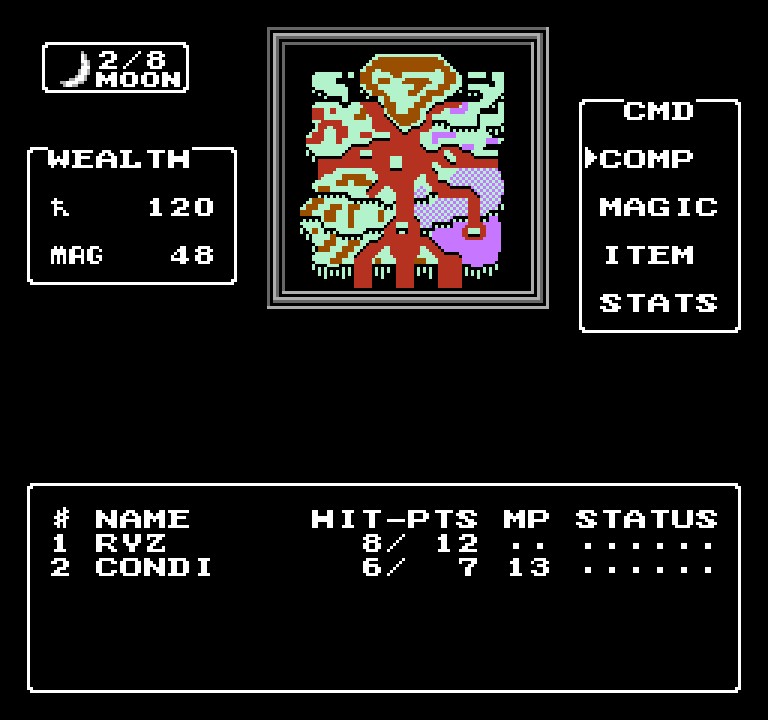 2/8
MOON
WEALTH
ћ 120
MAG 48
CMD
COMP
MAGIC
ITEM
STATS
# NAME HIT-PTS MP STATUS
1 RYZ 8/ 12 .. ......
2 CONDI 6/ 7 13 ......